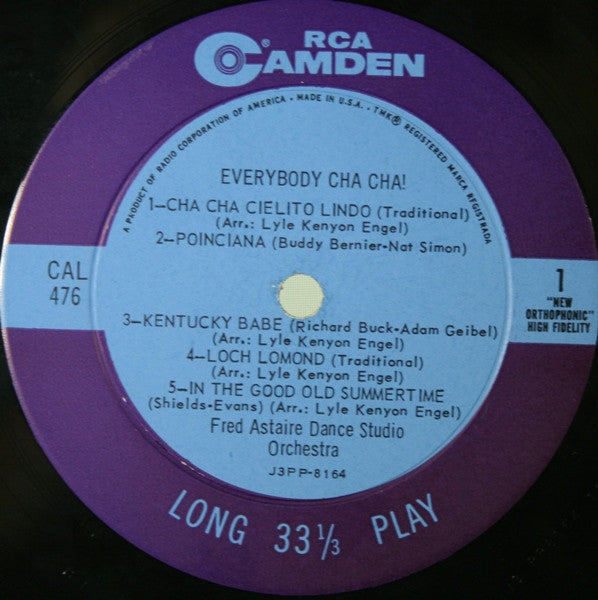 RCA
CAMDEN®
A PRODUCT OF RADIO CORPORATION OF AMERICA • MADE IN U.S.A. • TMK® REGISTERED MARCA REGISTRADA
EVERYBODY CHA CHA!
1—CHA CHA CIELITO LINDO (Traditional)
(Arr.: Lyle Kenyon Engel)
2—POINCIANA (Buddy Bernier-Nat Simon)
CAL
476
1
"NEW
ORTHOPHONIC"
HIGH FIDELITY
3—KENTUCKY BABE (Richard Buck-Adam Geibel)
(Arr.: Lyle Kenyon Engel)
4—LOCH LOMOND (Traditional)
(Arr.: Lyle Kenyon Engel)
5—IN THE GOOD OLD SUMMERTIME
(Shields-Evans) (Arr.: Lyle Kenyon Engel)
Fred Astaire Dance Studio
Orchestra
J3PP-8164
LONG 33⅓ PLAY